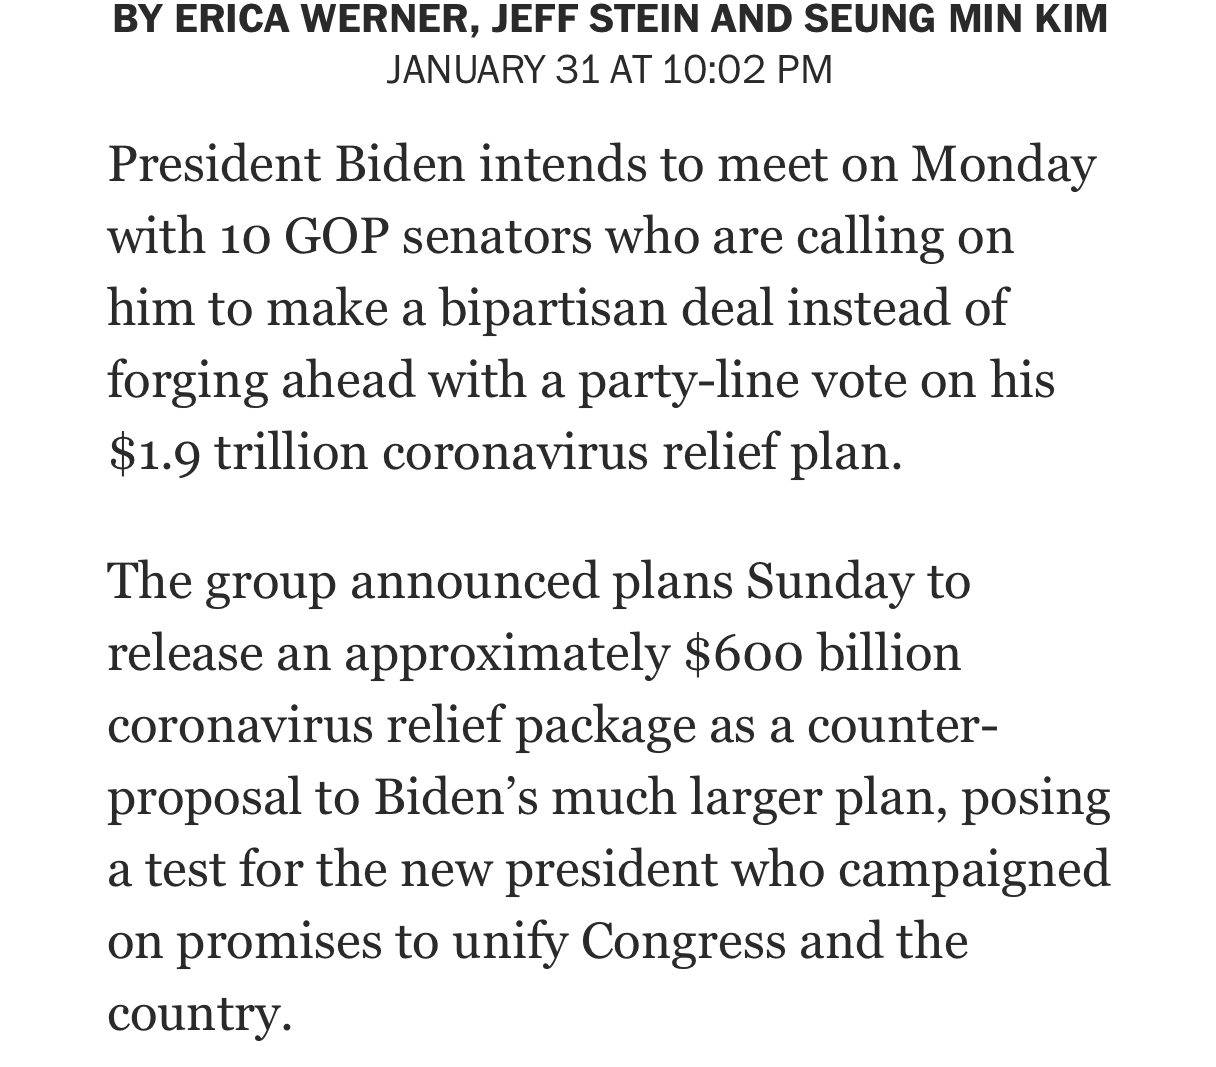 BY ERICA WERNER, JEFF STEIN AND SEUNG MIN KIM
JANUARY 31 AT 10:02 PM
President Biden intends to meet on Monday
with 10 GOP senators who are calling on
him to make a bipartisan deal instead of
forging ahead with a party-line vote on his
$1.9 trillion coronavirus relief plan.
The group announced plans Sunday to
release an approximately $600 billion
coronavirus relief package as a counter-
proposal to Biden’s much larger plan, posing
a test for the new president who campaigned
on promises to unify Congress and the
country.